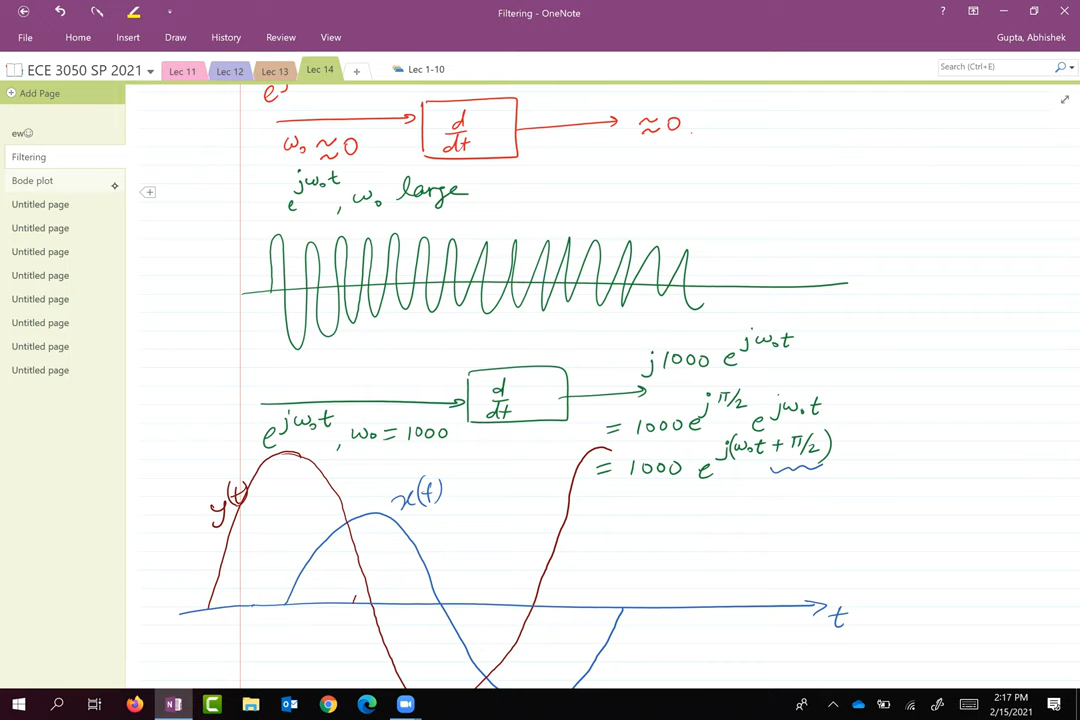 Filtering - OneNote
?
Gupta, Abhishek
File Home Insert Draw History Review View
ECE 3050 SP 2021 Lec 11 Lec 12 Lec 13 Lec 14 + Lec 1-10
Search (Ctrl+E)
Add Page
ew☺
Filtering
Bode plot
Untitled page
Untitled page
Untitled page
Untitled page
Untitled page
Untitled page
Untitled page
Untitled page
e^j
ω₀ ≈ 0
d/dt
≈ 0.
e^{jω₀t}, ω₀ large
e^{jω₀t}, ω₀ = 1000
d/dt
j1000 e^{jω₀t}
= 1000 e^{jπ/2} e^{jω₀t}
= 1000 e^{j(ω₀t + π/2)}
y(t)
x(t)
t
2:17 PM
2/15/2021